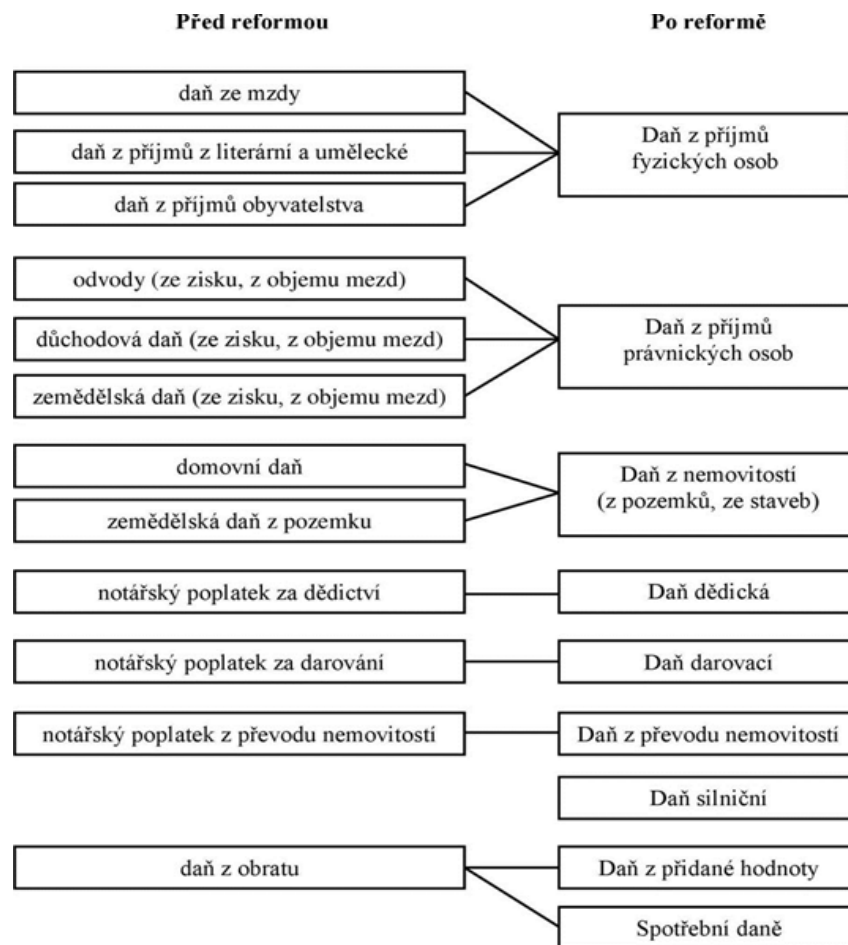 Před reformou
Po reformě
daň ze mzdy
daň z příjmů z literární a umělecké
daň z příjmů obyvatelstva
Daň z příjmů
fyzických osob
odvody (ze zisku, z objemu mezd)
důchodová daň (ze zisku, z objemu mezd)
zemědělská daň (ze zisku, z objemu mezd)
Daň z příjmů
právnických osob
domovní daň
zemědělská daň z pozemku
Daň z nemovitostí
(z pozemků, ze staveb)
notářský poplatek za dědictví
Daň dědická
notářský poplatek za darování
Daň darovací
notářský poplatek z převodu nemovitostí
Daň z převodu nemovitostí
Daň silniční
daň z obratu
Daň z přidané hodnoty
Spotřební daně